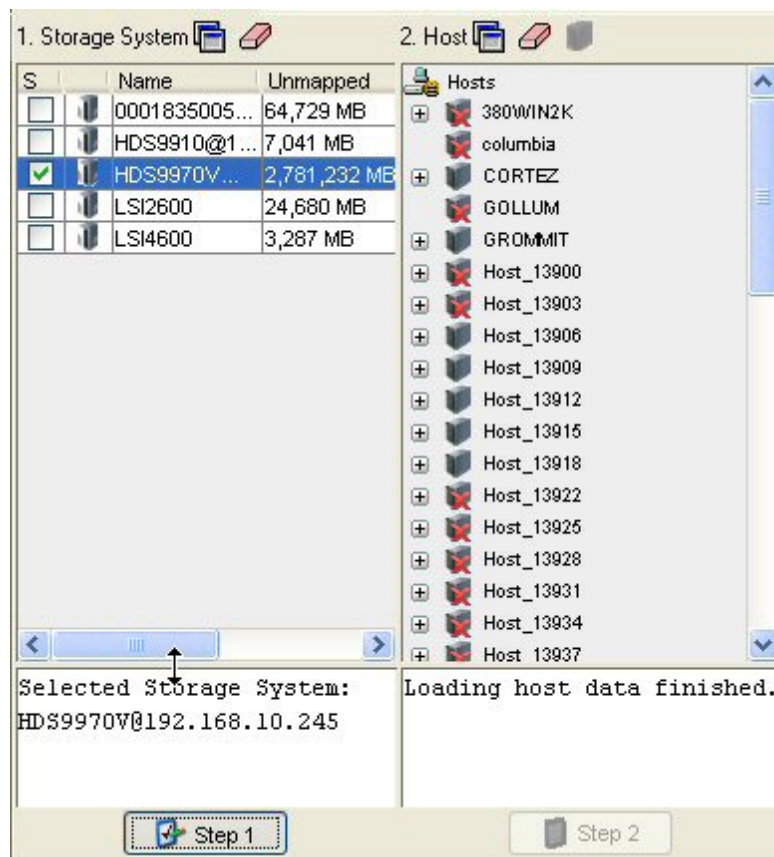 1. Storage System
S Name Unmapped
0001835005... 64,729 MB
HDS9910@1... 7,041 MB
HDS9970V... 2,781,232 MB
LSI2600 24,680 MB
LSI4600 3,287 MB
Selected Storage System:
HDS9970V@192.168.10.245
Step 1
2. Host
Hosts
380WIN2K
columbia
CORTEZ
GOLLUM
GROMMIT
Host_13900
Host_13903
Host_13906
Host_13909
Host_13912
Host_13915
Host_13918
Host_13922
Host_13925
Host_13928
Host_13931
Host_13934
Host_13937
Loading host data finished.
Step 2